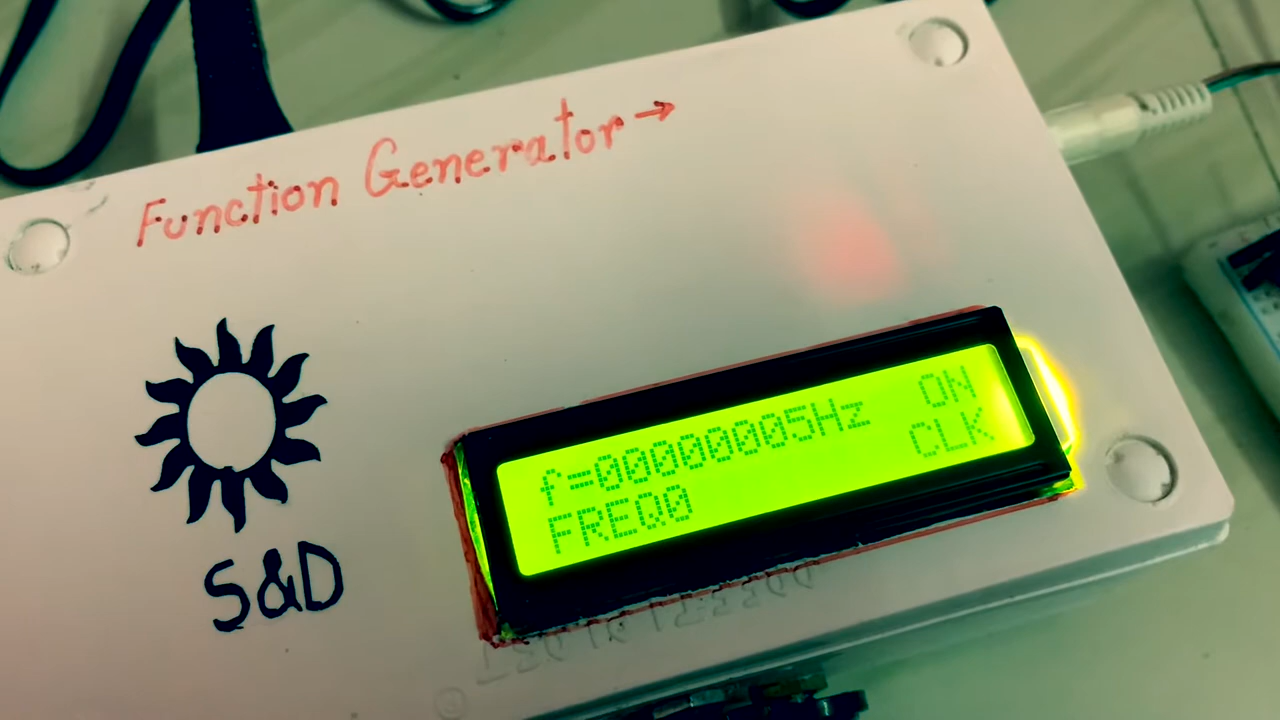 Function Generator →
f=00000005Hz ON
FREQ0 CLK
S&D